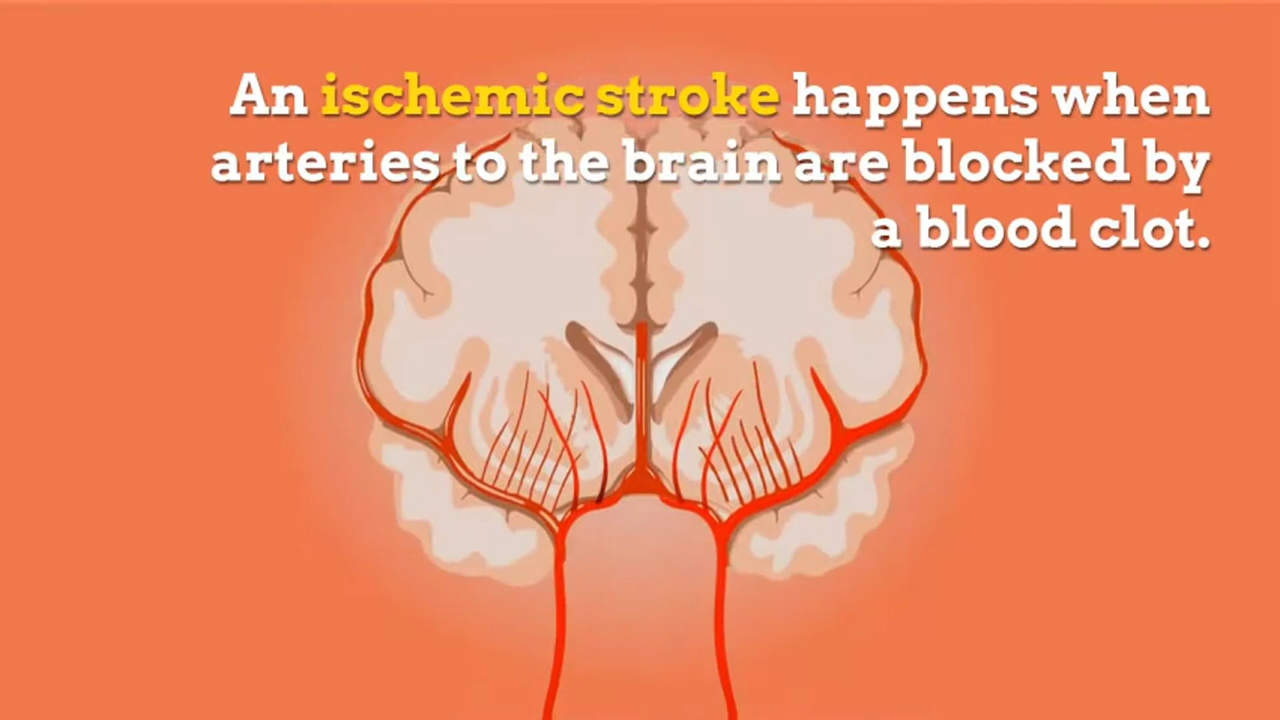 An ischemic stroke happens when
arteries to the brain are blocked by
a blood clot.